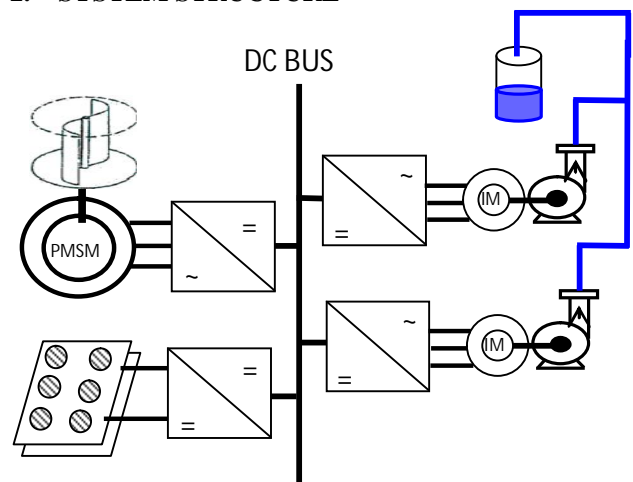 DC BUS
~
=
IM
=
PMSM
~
~
=
IM
=
=